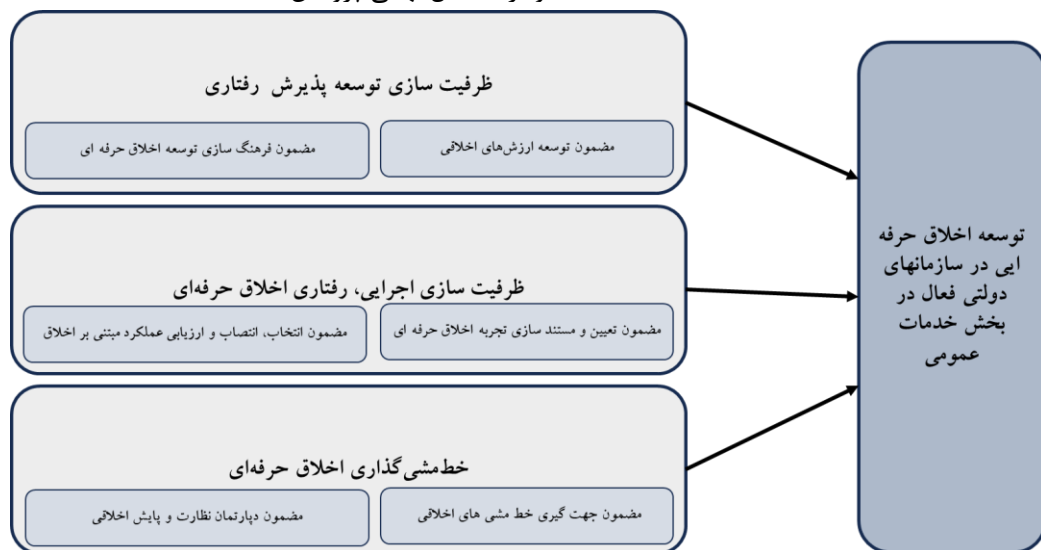 ظرفیت سازی توسعه پذیرش رفتاری
مضمون توسعه ارزش‌های اخلاقی
مضمون فرهنگ سازی توسعه اخلاق حرفه ای
ظرفیت سازی اجرایی، رفتاری اخلاق حرفه‌ای
مضمون تعیین و مستند سازی تجربه اخلاق حرفه ای
مضمون انتخاب، انتصاب و ارزیابی عملکرد مبتنی بر اخلاق
خط‌مشی‌گذاری اخلاق حرفه‌ای
مضمون جهت گیری خط مشی های اخلاقی
مضمون دپارتمان نظارت و پایش اخلاقی
توسعه اخلاق حرفه
ایی در سازمانهای
دولتی فعال در
بخش خدمات
عمومی